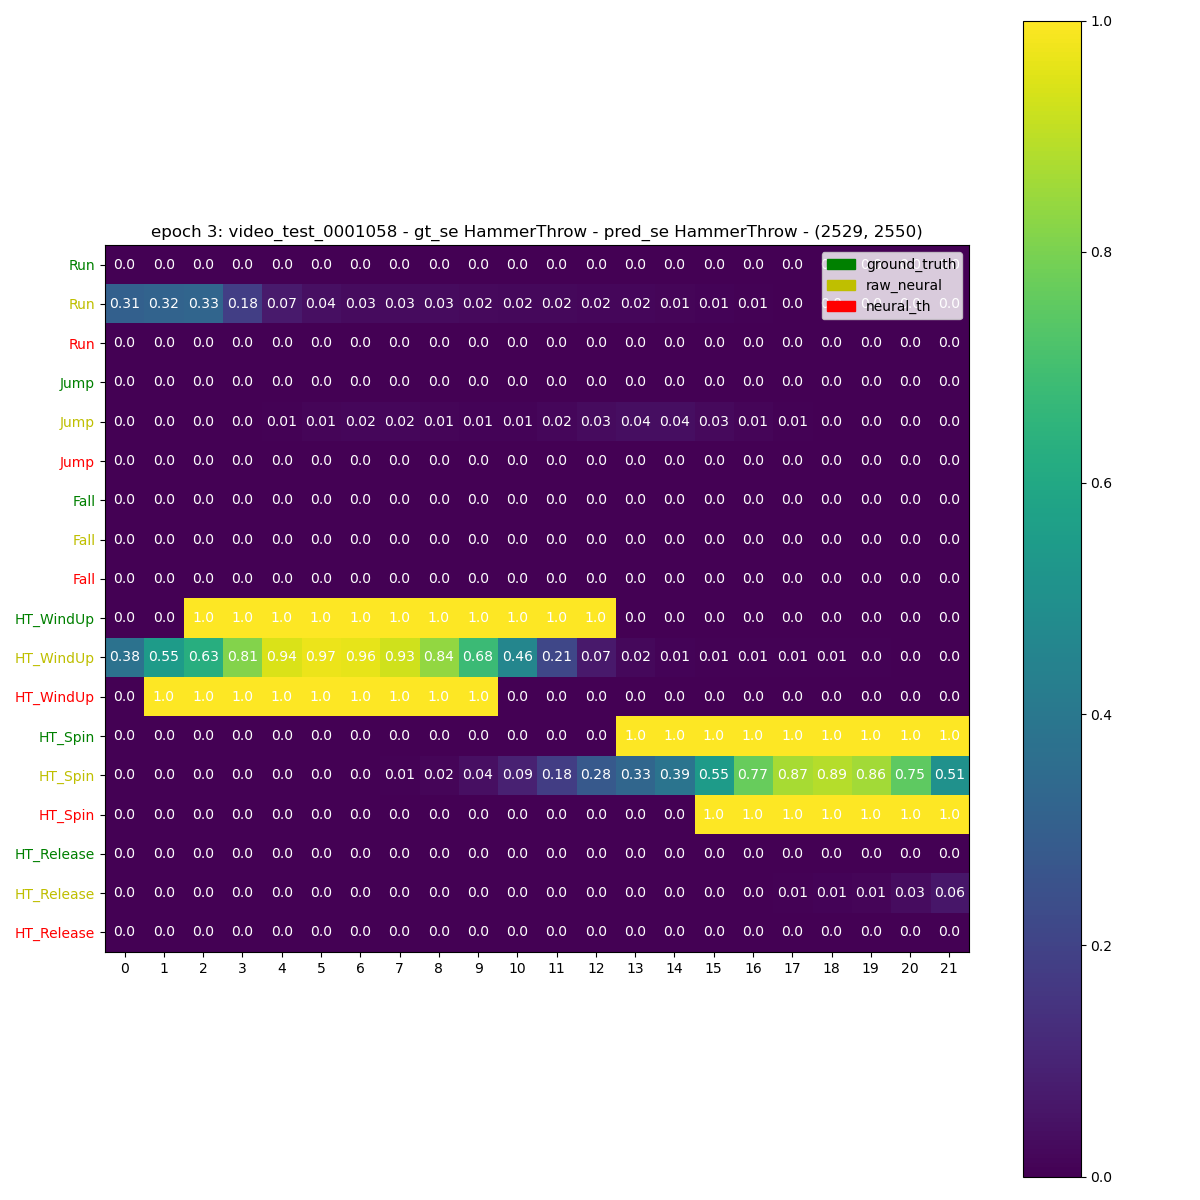 epoch 3: video_test_0001058 - gt_se HammerThrow - pred_se HammerThrow - (2529, 2550)
ground_truth
raw_neural
neural_th
Run 0.0 0.0 0.0 0.0 0.0 0.0 0.0 0.0 0.0 0.0 0.0 0.0 0.0 0.0 0.0 0.0 0.0 0.0
Run 0.31 0.32 0.33 0.18 0.07 0.04 0.03 0.03 0.03 0.02 0.02 0.02 0.02 0.02 0.01 0.01 0.01 0.0
Run 0.0 0.0 0.0 0.0 0.0 0.0 0.0 0.0 0.0 0.0 0.0 0.0 0.0 0.0 0.0 0.0 0.0 0.0 0.0 0.0 0.0 0.0
Jump 0.0 0.0 0.0 0.0 0.0 0.0 0.0 0.0 0.0 0.0 0.0 0.0 0.0 0.0 0.0 0.0 0.0 0.0 0.0 0.0 0.0 0.0
Jump 0.0 0.0 0.0 0.0 0.01 0.01 0.02 0.02 0.01 0.01 0.01 0.02 0.03 0.04 0.04 0.03 0.01 0.01 0.0 0.0 0.0 0.0
Jump 0.0 0.0 0.0 0.0 0.0 0.0 0.0 0.0 0.0 0.0 0.0 0.0 0.0 0.0 0.0 0.0 0.0 0.0 0.0 0.0 0.0 0.0
Fall 0.0 0.0 0.0 0.0 0.0 0.0 0.0 0.0 0.0 0.0 0.0 0.0 0.0 0.0 0.0 0.0 0.0 0.0 0.0 0.0 0.0 0.0
Fall 0.0 0.0 0.0 0.0 0.0 0.0 0.0 0.0 0.0 0.0 0.0 0.0 0.0 0.0 0.0 0.0 0.0 0.0 0.0 0.0 0.0 0.0
Fall 0.0 0.0 0.0 0.0 0.0 0.0 0.0 0.0 0.0 0.0 0.0 0.0 0.0 0.0 0.0 0.0 0.0 0.0 0.0 0.0 0.0 0.0
HT_WindUp 0.0 0.0 1.0 1.0 1.0 1.0 1.0 1.0 1.0 1.0 1.0 1.0 1.0 0.0 0.0 0.0 0.0 0.0 0.0 0.0 0.0 0.0
HT_WindUp 0.38 0.55 0.63 0.81 0.94 0.97 0.96 0.93 0.84 0.68 0.46 0.21 0.07 0.02 0.01 0.01 0.01 0.01 0.01 0.0 0.0 0.0
HT_WindUp 0.0 1.0 1.0 1.0 1.0 1.0 1.0 1.0 1.0 1.0 0.0 0.0 0.0 0.0 0.0 0.0 0.0 0.0 0.0 0.0 0.0 0.0
HT_Spin 0.0 0.0 0.0 0.0 0.0 0.0 0.0 0.0 0.0 0.0 0.0 0.0 0.0 1.0 1.0 1.0 1.0 1.0 1.0 1.0 1.0 1.0
HT_Spin 0.0 0.0 0.0 0.0 0.0 0.0 0.0 0.01 0.02 0.04 0.09 0.18 0.28 0.33 0.39 0.55 0.77 0.87 0.89 0.86 0.75 0.51
HT_Spin 0.0 0.0 0.0 0.0 0.0 0.0 0.0 0.0 0.0 0.0 0.0 0.0 0.0 0.0 0.0 1.0 1.0 1.0 1.0 1.0 1.0 1.0
HT_Release 0.0 0.0 0.0 0.0 0.0 0.0 0.0 0.0 0.0 0.0 0.0 0.0 0.0 0.0 0.0 0.0 0.0 0.0 0.0 0.0 0.0 0.0
HT_Release 0.0 0.0 0.0 0.0 0.0 0.0 0.0 0.0 0.0 0.0 0.0 0.0 0.0 0.0 0.0 0.0 0.0 0.01 0.01 0.01 0.03 0.06
HT_Release 0.0 0.0 0.0 0.0 0.0 0.0 0.0 0.0 0.0 0.0 0.0 0.0 0.0 0.0 0.0 0.0 0.0 0.0 0.0 0.0 0.0 0.0
0 1 2 3 4 5 6 7 8 9 10 11 12 13 14 15 16 17 18 19 20 21
1.0
0.8
0.6
0.4
0.2
0.0